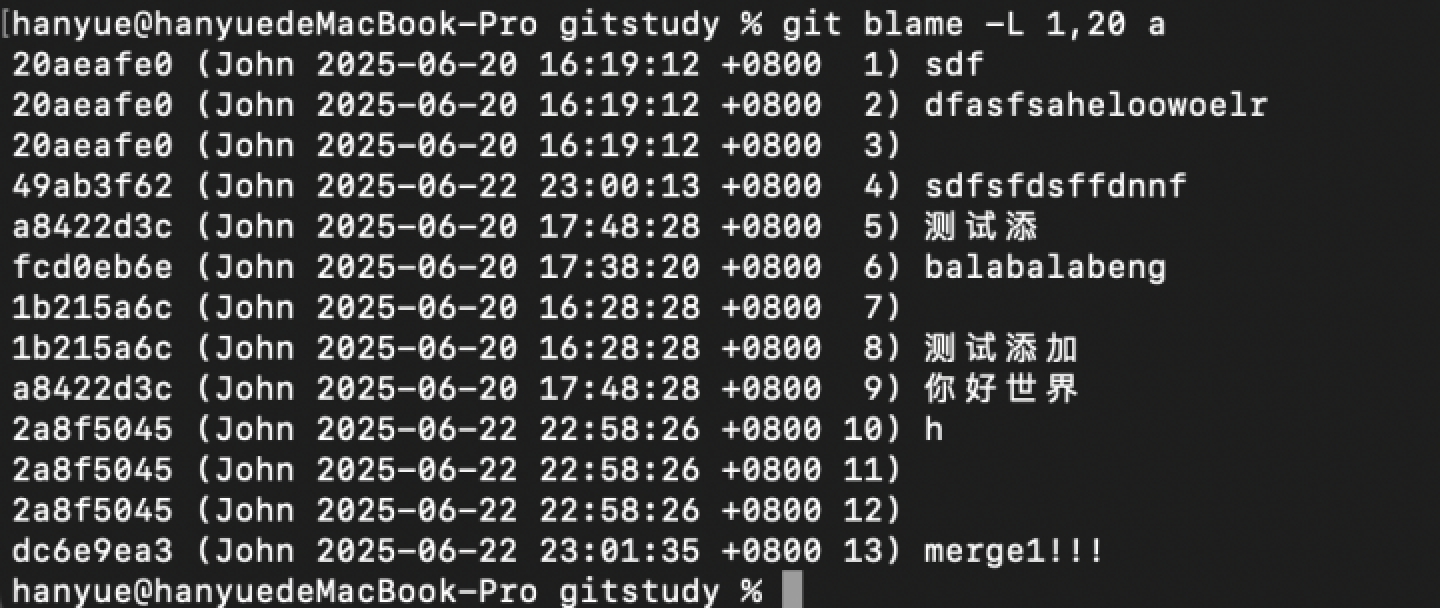 [hanyue@hanyuedeMacBook-Pro gitstudy % git blame -L 1,20 a
20aeafe0 (John 2025-06-20 16:19:12 +0800  1) sdf
20aeafe0 (John 2025-06-20 16:19:12 +0800  2) dfasfsaheloowoelr
20aeafe0 (John 2025-06-20 16:19:12 +0800  3)
49ab3f62 (John 2025-06-22 23:00:13 +0800  4) sdfsfdsffdnnf
a8422d3c (John 2025-06-20 17:48:28 +0800  5) 测试添
fcd0eb6e (John 2025-06-20 17:38:20 +0800  6) balabalabeng
1b215a6c (John 2025-06-20 16:28:28 +0800  7)
1b215a6c (John 2025-06-20 16:28:28 +0800  8) 测试添加
a8422d3c (John 2025-06-20 17:48:28 +0800  9) 你好世界
2a8f5045 (John 2025-06-22 22:58:26 +0800 10) h
2a8f5045 (John 2025-06-22 22:58:26 +0800 11)
2a8f5045 (John 2025-06-22 22:58:26 +0800 12)
dc6e9ea3 (John 2025-06-22 23:01:35 +0800 13) merge1!!!
hanyue@hanyuedeMacBook-Pro gitstudy %